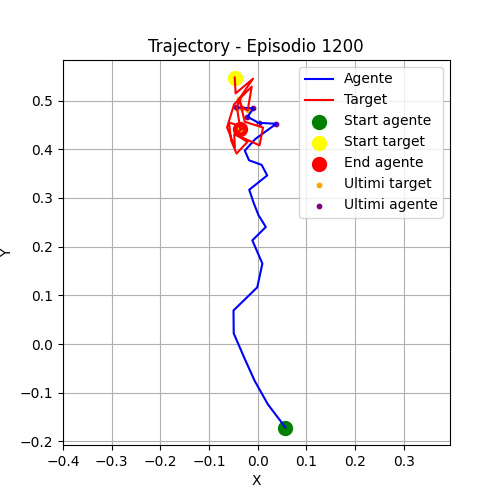 Trajectory - Episodio 1200
Agente
Target
Start agente
Start target
End agente
Ultimi target
Ultimi agente
Y
0.5
0.4
0.3
0.2
0.1
0.0
−0.1
−0.2
−0.4
−0.3
−0.2
−0.1
0.0
0.1
0.2
0.3
X